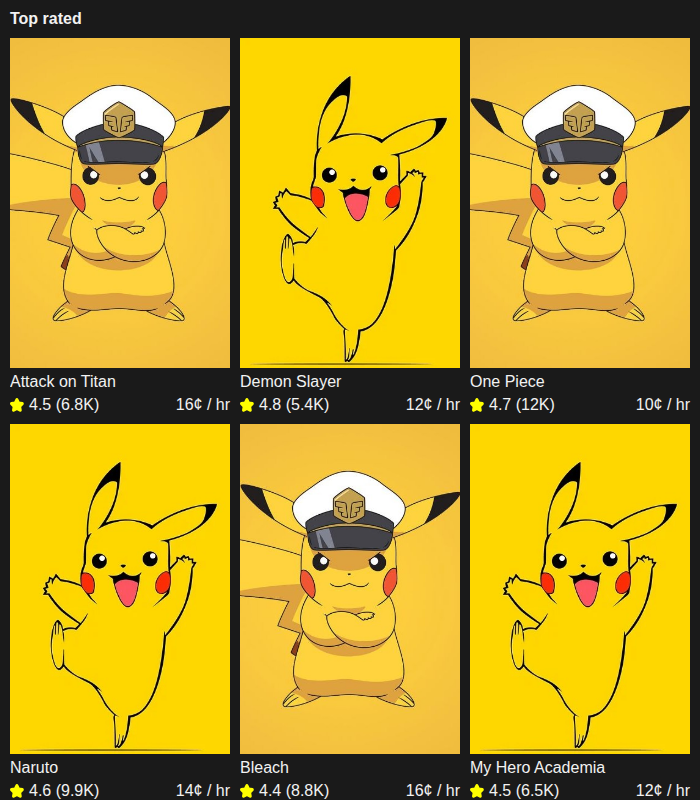 Top rated
Attack on Titan
4.5 (6.8K) 16¢ / hr
Demon Slayer
4.8 (5.4K) 12¢ / hr
One Piece
4.7 (12K) 10¢ / hr
Naruto
4.6 (9.9K) 14¢ / hr
Bleach
4.4 (8.8K) 16¢ / hr
My Hero Academia
4.5 (6.5K) 12¢ / hr